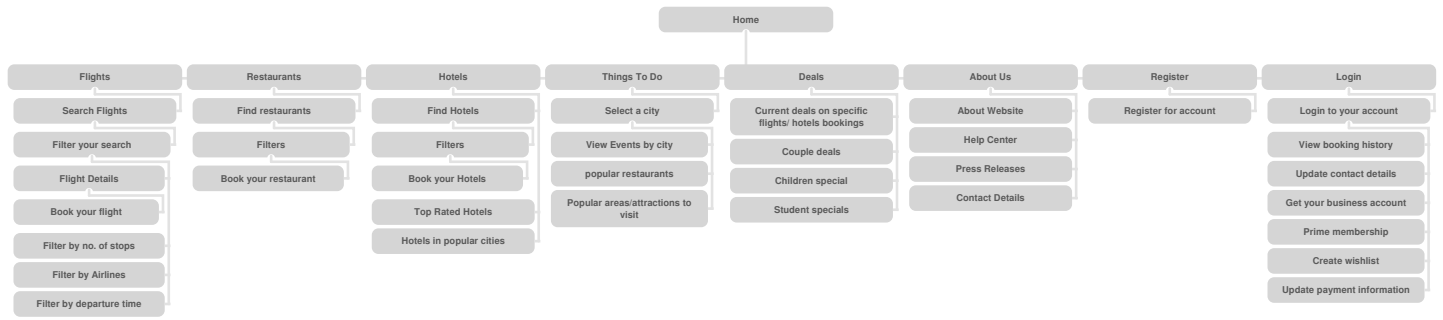 Home
Flights
Search Flights
Filter your search
Flight Details
Book your flight
Filter by no. of stops
Filter by Airlines
Filter by departure time
Restaurants
Find restaurants
Filters
Book your restaurant
Hotels
Find Hotels
Filters
Book your Hotels
Top Rated Hotels
Hotels in popular cities
Things To Do
Select a city
View Events by city
popular restaurants
Popular areas/attractions to
visit
Deals
Current deals on specific
flights/ hotels bookings
Couple deals
Children special
Student specials
About Us
About Website
Help Center
Press Releases
Contact Details
Register
Register for account
Login
Login to your account
View booking history
Update contact details
Get your business account
Prime membership
Create wishlist
Update payment information